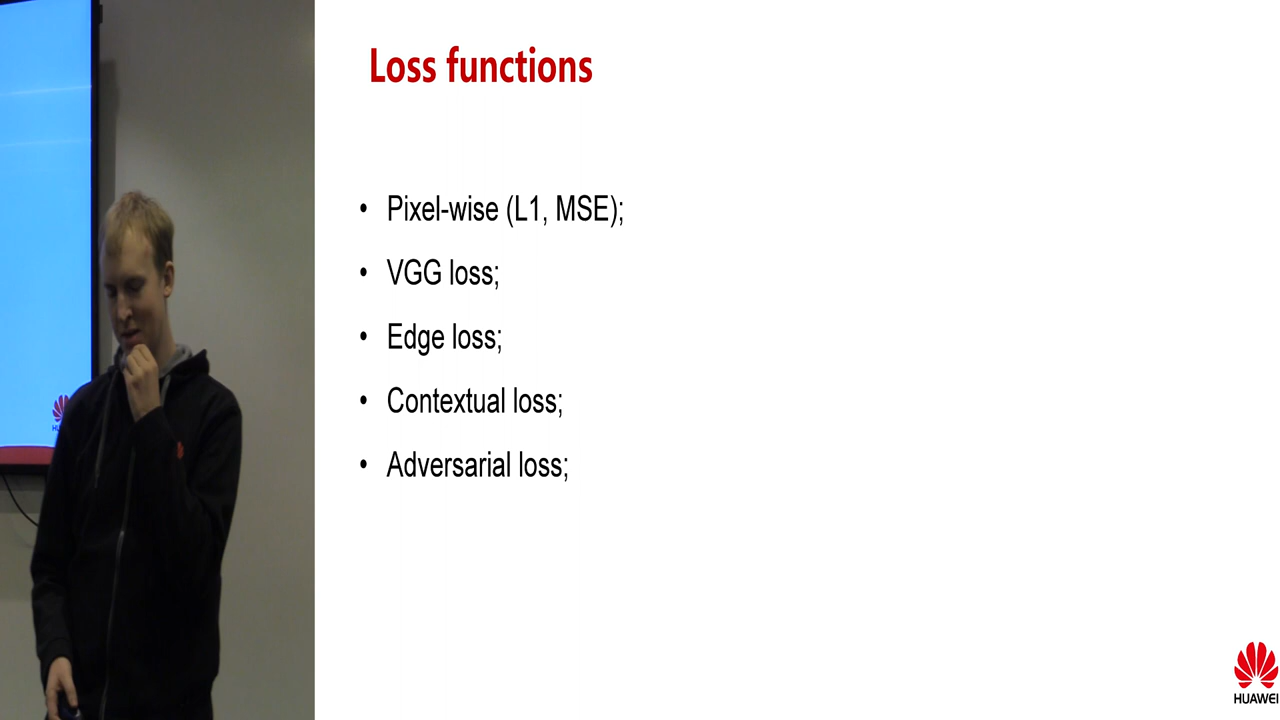 Loss functions
• Pixel-wise (L1, MSE);
• VGG loss;
• Edge loss;
• Contextual loss;
• Adversarial loss;
HUAWEI